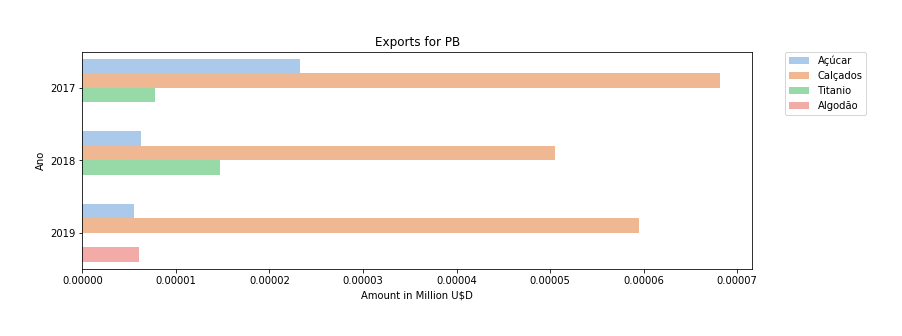 Exports for PB
Açúcar
Calçados
Titanio
Algodão
2017
2018
2019
Ano
0.00000 0.00001 0.00002 0.00003 0.00004 0.00005 0.00006 0.00007
Amount in Million U$D